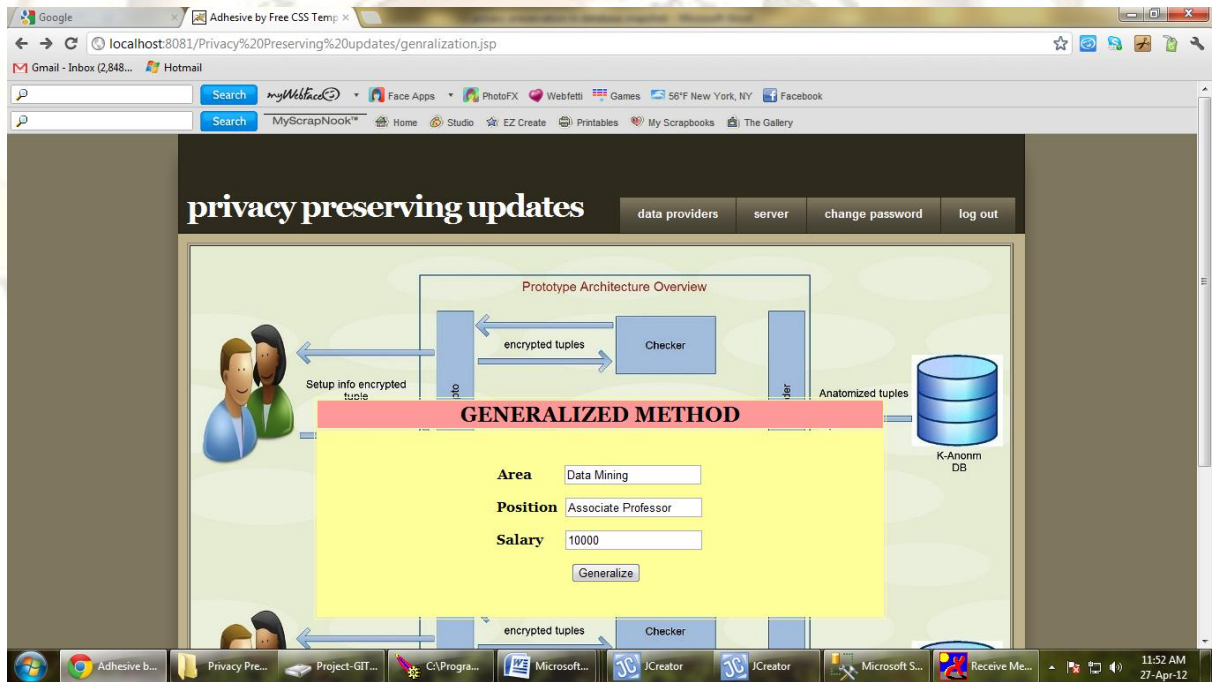 Google
Adhesive by Free CSS Temp
localhost:8081/Privacy%20Preserving%20updates/genralization.jsp
Gmail - Inbox (2,848... Hotmail
Search myWebface Face Apps PhotoFX Webfetti Games 56°F New York, NY Facebook
Search MyScrapNook™ Home Studio EZ Create Printables My Scrapbooks The Gallery
privacy preserving updates
data providers server change password log out
Prototype Architecture Overview
encrypted tuples
Checker
Setup info encrypted
tuple
Anatomized tuples
K-Anonm
DB
GENERALIZED METHOD
Area Data Mining
Position Associate Professor
Salary 10000
Generalize
encrypted tuples
Checker
Adhesive b... Privacy Pre... Project-GIT... C:\Progra... Microsoft... JCreator JCreator Microsoft S... Receive Me...
11:52 AM
27-Apr-12